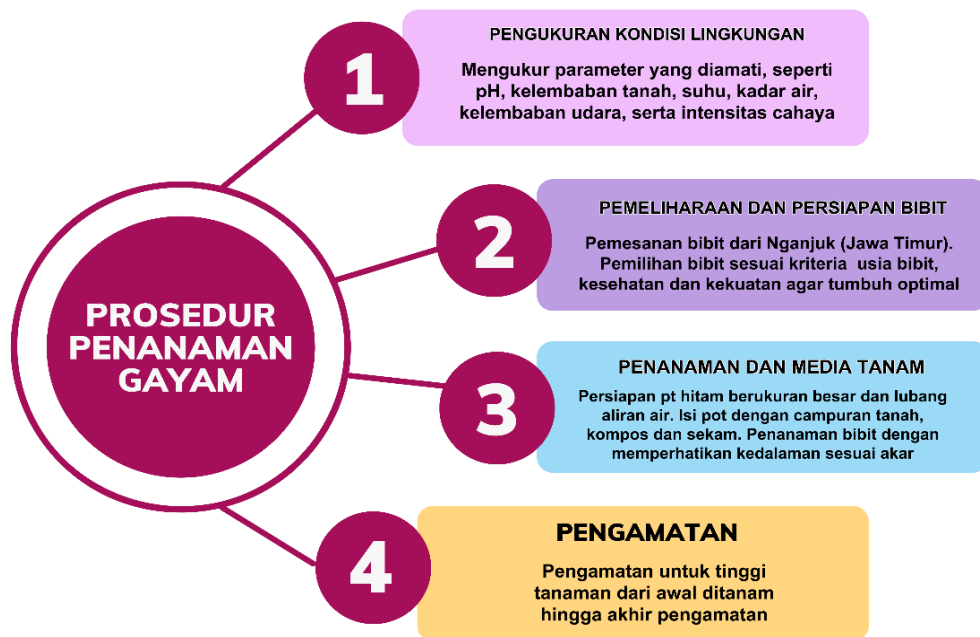 PROSEDUR
PENANAMAN
GAYAM
1
PENGUKURAN KONDISI LINGKUNGAN
Mengukur parameter yang diamati, seperti
pH, kelembaban tanah, suhu, kadar air,
kelembaban udara, serta intensitas cahaya
2
PEMELIHARAAN DAN PERSIAPAN BIBIT
Pemesanan bibit dari Nganjuk (Jawa Timur).
Pemilihan bibit sesuai kriteria usia bibit,
kesehatan dan kekuatan agar tumbuh optimal
3
PENANAMAN DAN MEDIA TANAM
Persiapan pt hitam berukuran besar dan lubang
aliran air. Isi pot dengan campuran tanah,
kompos dan sekam. Penanaman bibit dengan
memperhatikan kedalaman sesuai akar
4
PENGAMATAN
Pengamatan untuk tinggi
tanaman dari awal ditanam
hingga akhir pengamatan